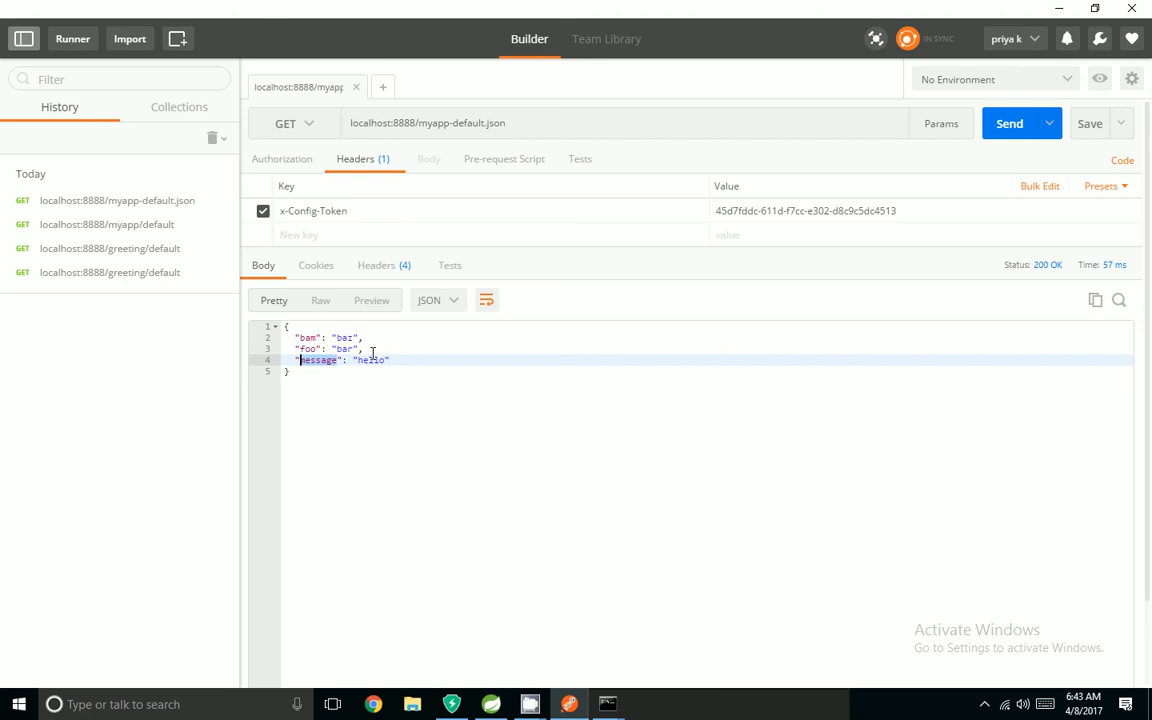 Runner
Import
Builder
Team Library
IN SYNC
priya k
Filter
History
Collections
Today
GET localhost:8888/myapp-default.json
GET localhost:8888/myapp/default
GET localhost:8888/greeting/default
GET localhost:8888/greeting/default
localhost:8888/myapp
No Environment
GET
localhost:8888/myapp-default.json
Params
Send
Save
Authorization
Headers (1)
Body
Pre-request Script
Tests
Code
Key
Value
Bulk Edit
Presets
x-Config-Token
45d7fddc-611d-f7cc-e302-d8c9c5dc4513
New key
value
Body
Cookies
Headers (4)
Tests
Status: 200 OK
Time: 57 ms
Pretty
Raw
Preview
JSON
1 {
2 "bam": "baz",
3 "foo": "bar",
4 "message": "hello"
5 }
Activate Windows
Go to Settings to activate Windows.
Type or talk to search
6:43 AM
4/8/2017